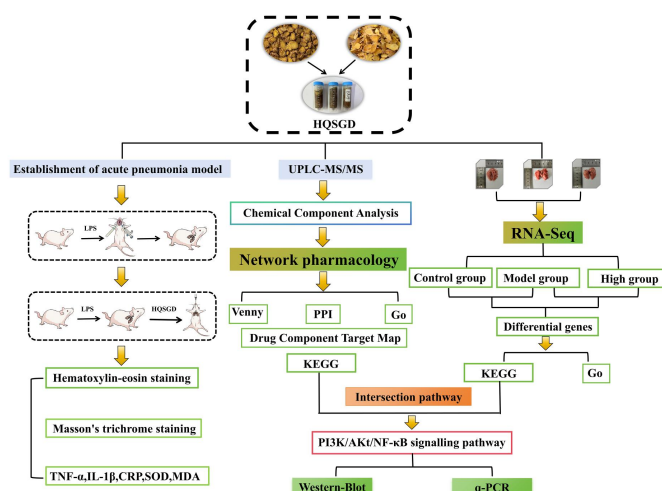 HQSGD
Establishment of acute pneumonia model
UPLC-MS/MS
LPS
Chemical Component Analysis
RNA-Seq
Network pharmacology
Control group
Model group
High group
LPS
HQSGD
Venny
PPI
Go
Differential genes
Drug Component Target Map
KEGG
KEGG
Go
Hematoxylin-eosin staining
Intersection pathway
Masson's trichrome staining
PI3K/AKt/NF-κB signalling pathway
TNF-α,IL-1β,CRP,SOD,MDA
Western-Blot
q-PCR